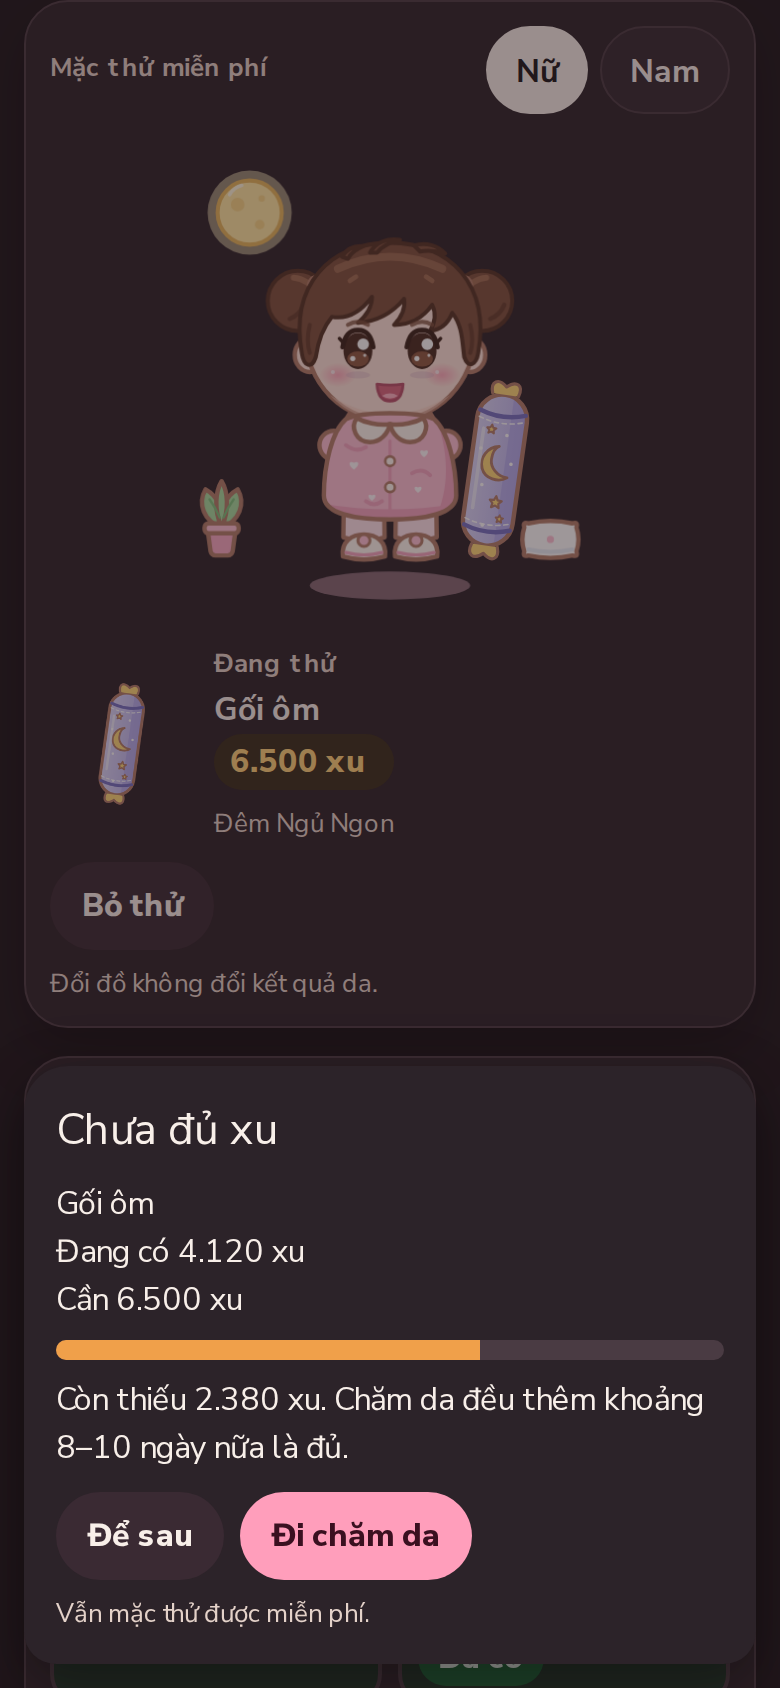 Mặc thử miễn phí
Nữ
Nam
Đang thử
Gối ôm
6.500 xu
Đêm Ngủ Ngon
Bỏ thử
Đổi đồ không đổi kết quả da.
Chưa đủ xu
Gối ôm
Đang có 4.120 xu
Cần 6.500 xu
Còn thiếu 2.380 xu. Chăm da đều thêm khoảng
8–10 ngày nữa là đủ.
Để sau
Đi chăm da
Vẫn mặc thử được miễn phí.